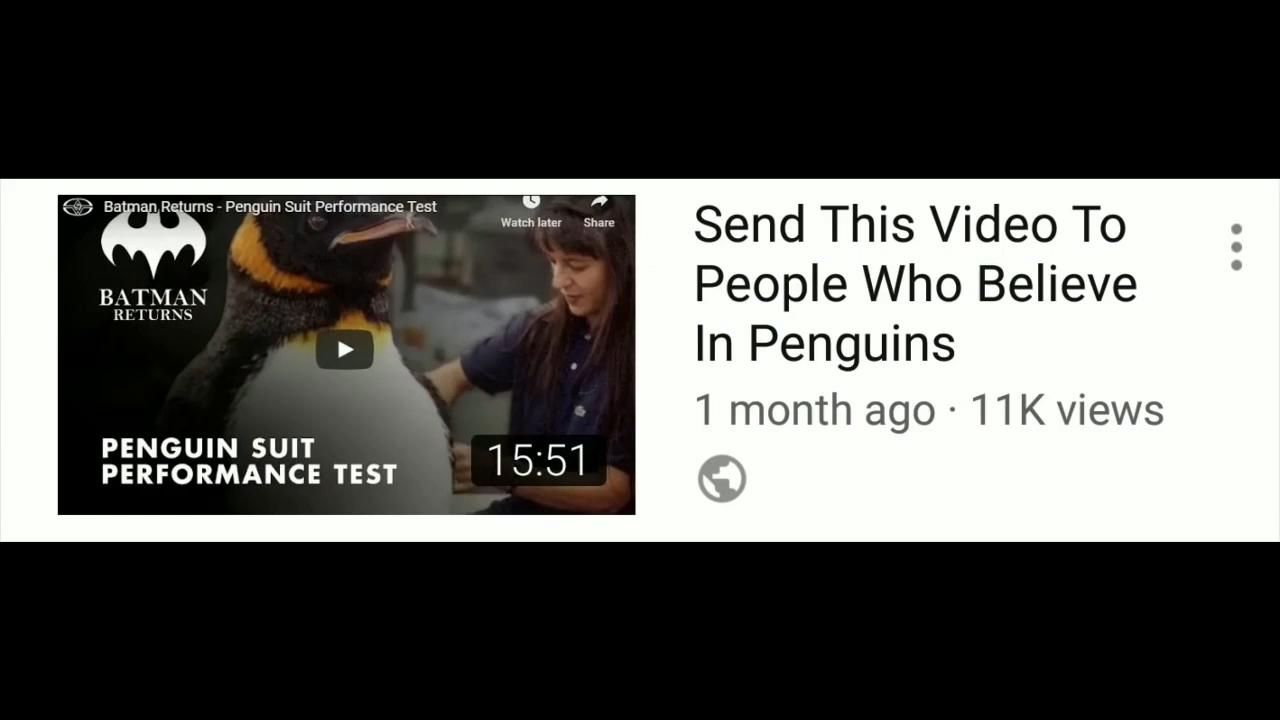 Batman Returns - Penguin Suit Performance Test
Watch later
Share
BATMAN
RETURNS
PENGUIN SUIT
PERFORMANCE TEST
15:51
Send This Video To
People Who Believe
In Penguins
1 month ago · 11K views